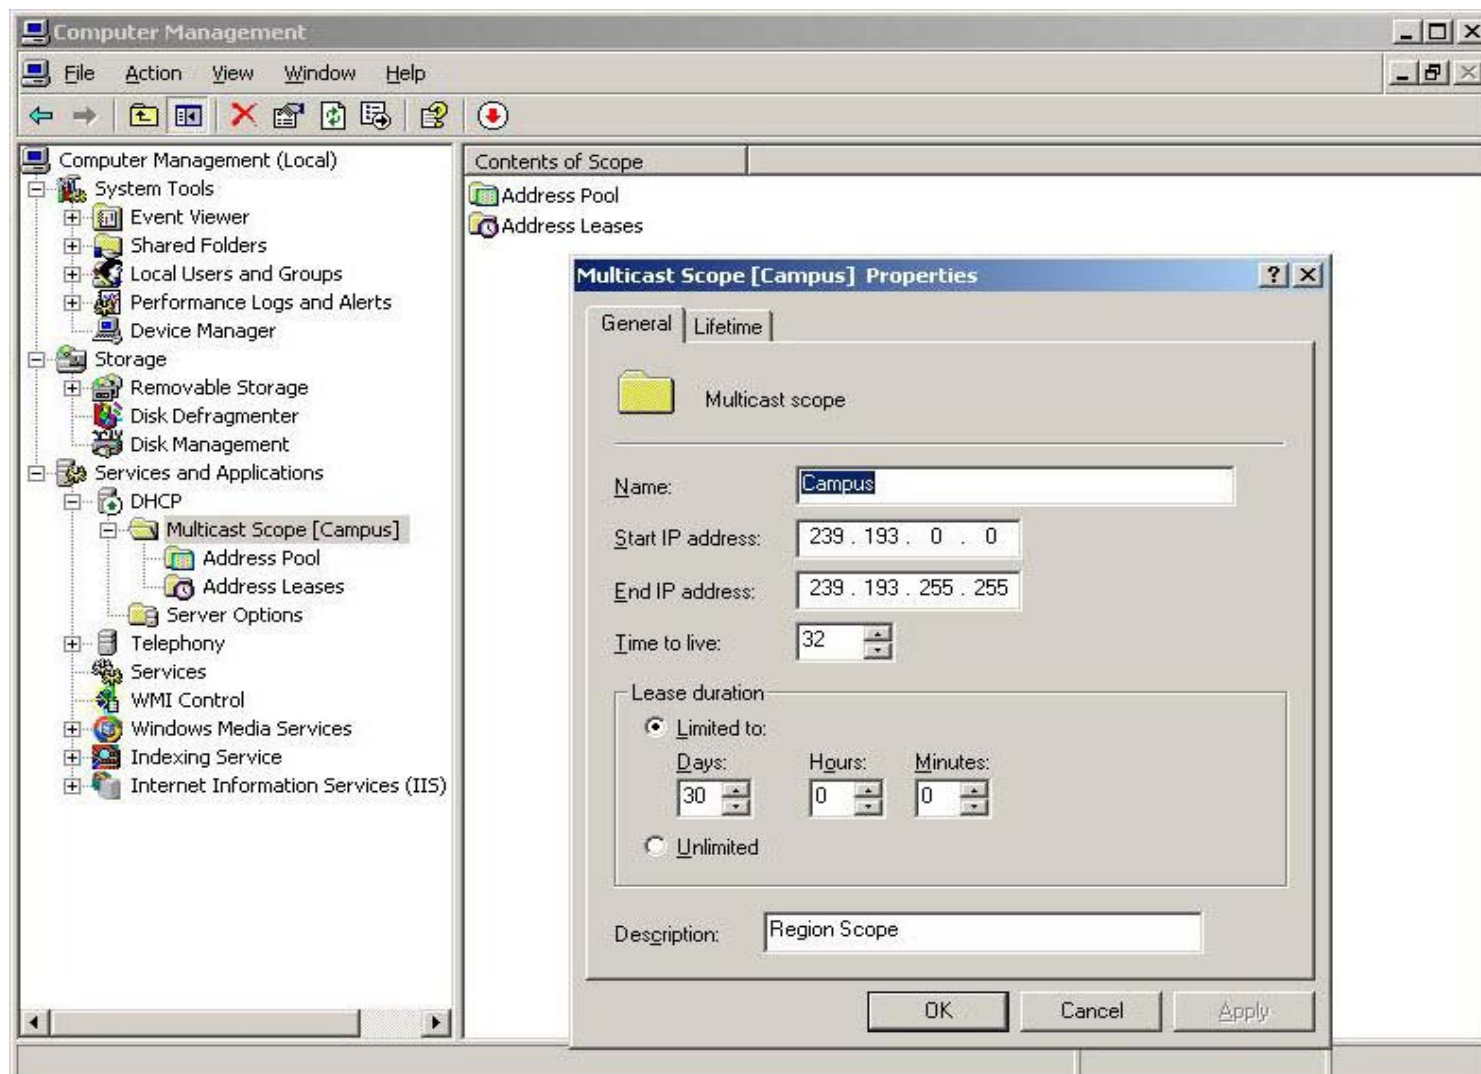 Computer Management
File Action View Window Help
Computer Management (Local)
System Tools
Event Viewer
Shared Folders
Local Users and Groups
Performance Logs and Alerts
Device Manager
Storage
Removable Storage
Disk Defragmenter
Disk Management
Services and Applications
DHCP
Multicast Scope [Campus]
Address Pool
Address Leases
Server Options
Telephony
Services
WMI Control
Windows Media Services
Indexing Service
Internet Information Services (IIS)
Contents of Scope
Address Pool
Address Leases
Multicast Scope [Campus] Properties
General Lifetime
Multicast scope
Name: Campus
Start IP address: 239 . 193 . 0 . 0
End IP address: 239 . 193 . 255 . 255
Time to live: 32
Lease duration
Limited to:
Days: Hours: Minutes:
30 0 0
Unlimited
Description: Region Scope
OK Cancel Apply